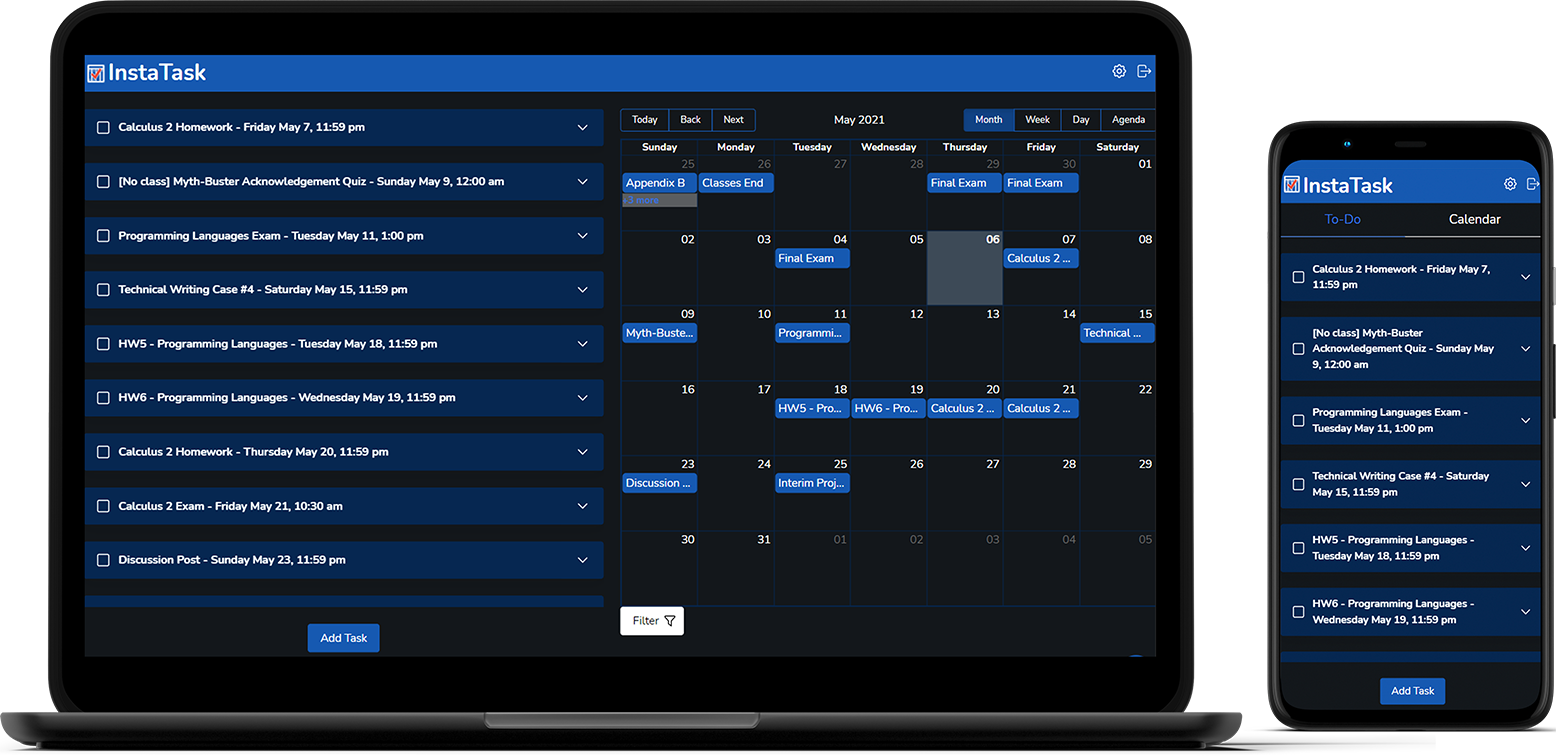 InstaTask
Calculus 2 Homework - Friday May 7, 11:59 pm
[No class] Myth-Buster Acknowledgement Quiz - Sunday May 9, 12:00 am
Programming Languages Exam - Tuesday May 11, 1:00 pm
Technical Writing Case #4 - Saturday May 15, 11:59 pm
HW5 - Programming Languages - Tuesday May 18, 11:59 pm
HW6 - Programming Languages - Wednesday May 19, 11:59 pm
Calculus 2 Homework - Thursday May 20, 11:59 pm
Calculus 2 Exam - Friday May 21, 10:30 am
Discussion Post - Sunday May 23, 11:59 pm
Add Task
Today Back Next May 2021 Month Week Day Agenda
Sunday Monday Tuesday Wednesday Thursday Friday Saturday
25 26 27 28 29 30 01
Appendix B Classes End Final Exam Final Exam
+3 more
02 03 04 05 06 07 08
Final Exam Calculus 2 ...
09 10 11 12 13 14 15
Myth-Buste... Programmi... Technical ...
16 17 18 19 20 21 22
HW5 - Pro... HW6 - Pro... Calculus 2 ... Calculus 2 ...
23 24 25 26 27 28 29
Discussion ... Interim Proj...
30 31 01 02 03 04 05
Filter
InstaTask
To-Do Calendar
Calculus 2 Homework - Friday May 7,
11:59 pm
[No class] Myth-Buster
Acknowledgement Quiz - Sunday May
9, 12:00 am
Programming Languages Exam -
Tuesday May 11, 1:00 pm
Technical Writing Case #4 - Saturday
May 15, 11:59 pm
HW5 - Programming Languages -
Tuesday May 18, 11:59 pm
HW6 - Programming Languages -
Wednesday May 19, 11:59 pm
Add Task